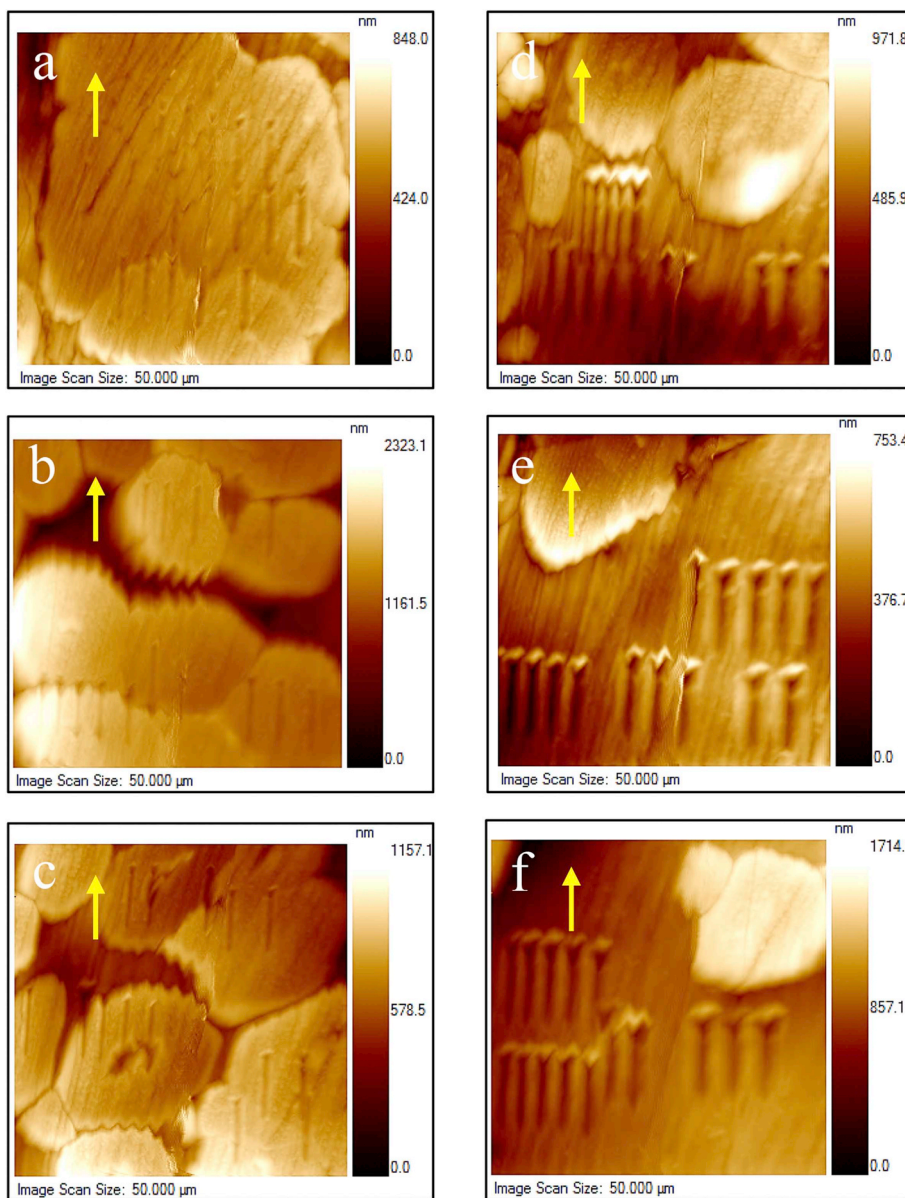 nm
848.0
a
424.0
0.0
Image Scan Size: 50.000 µm
nm
971.8
d
485.9
0.0
Image Scan Size: 50.000 µm
nm
2323.1
b
1161.5
0.0
Image Scan Size: 50.000 µm
nm
753.4
e
376.7
0.0
Image Scan Size: 50.000 µm
nm
1157.1
c
578.5
0.0
Image Scan Size: 50.000 µm
nm
1714.
f
857.1
0.0
Image Scan Size: 50.000 µm